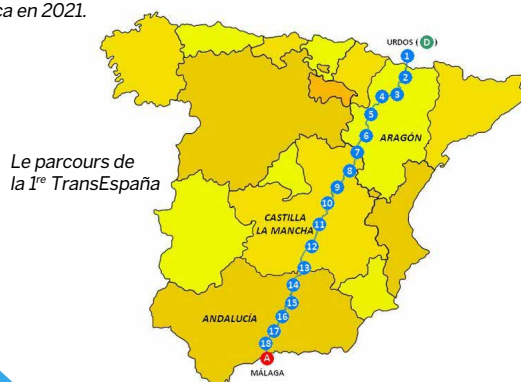 ca en 2021.
URDOS ( D )
1
2
3
4
5
6
ARAGÓN
7
8
Le parcours de
la 1re TransEspaña
9
10
CASTILLA
LA MANCHA
11
12
13
14
15
ANDALUCÍA
16
17
18
A
MÁLAGA